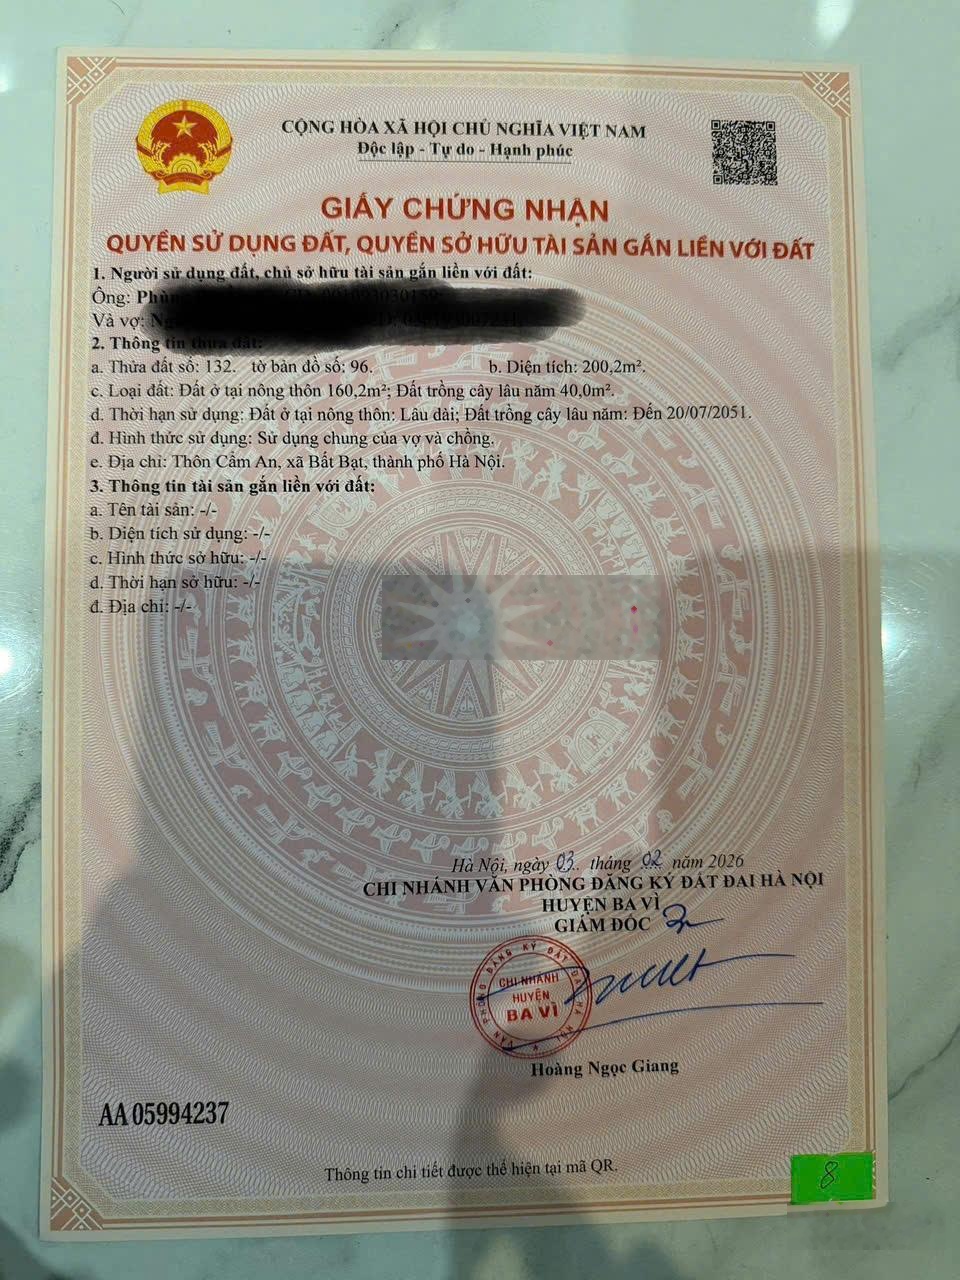 CỘNG HÒA XÃ HỘI CHỦ NGHĨA VIỆT NAM
Độc lập - Tự do - Hạnh phúc
GIẤY CHỨNG NHẬN
QUYỀN SỬ DỤNG ĐẤT, QUYỀN SỞ HỮU TÀI SẢN GẮN LIỀN VỚI ĐẤT
1. Người sử dụng đất, chủ sở hữu tài sản gắn liền với đất:
Ông:
Và vợ:
2. Thông tin thửa đất:
a. Thửa đất số: 132. tờ bản đồ số: 96. b. Diện tích: 200,2m².
c. Loại đất: Đất ở tại nông thôn 160,2m²; Đất trồng cây lâu năm 40,0m².
d. Thời hạn sử dụng: Đất ở tại nông thôn: Lâu dài; Đất trồng cây lâu năm: Đến 20/07/2051.
đ. Hình thức sử dụng: Sử dụng chung của vợ và chồng.
e. Địa chỉ: Thôn Cẩm An, xã Bất Bạt, thành phố Hà Nội.
3. Thông tin tài sản gắn liền với đất:
a. Tên tài sản: -/-
b. Diện tích sử dụng: -/-
c. Hình thức sở hữu: -/-
d. Thời hạn sở hữu: -/-
đ. Địa chỉ: -/-
Hà Nội, ngày 03.. tháng 02 năm 2026
CHI NHÁNH VĂN PHÒNG ĐĂNG KÝ ĐẤT ĐAI HÀ NỘI
HUYỆN BA VÌ
GIÁM ĐỐC
VĂN PHÒNG ĐĂNG KÝ ĐẤT ĐAI HÀ NỘI
CHI NHÁNH
HUYỆN
BA VÌ
Hoàng Ngọc Giang
AA 05994237
Thông tin chi tiết được thể hiện tại mã QR.
8